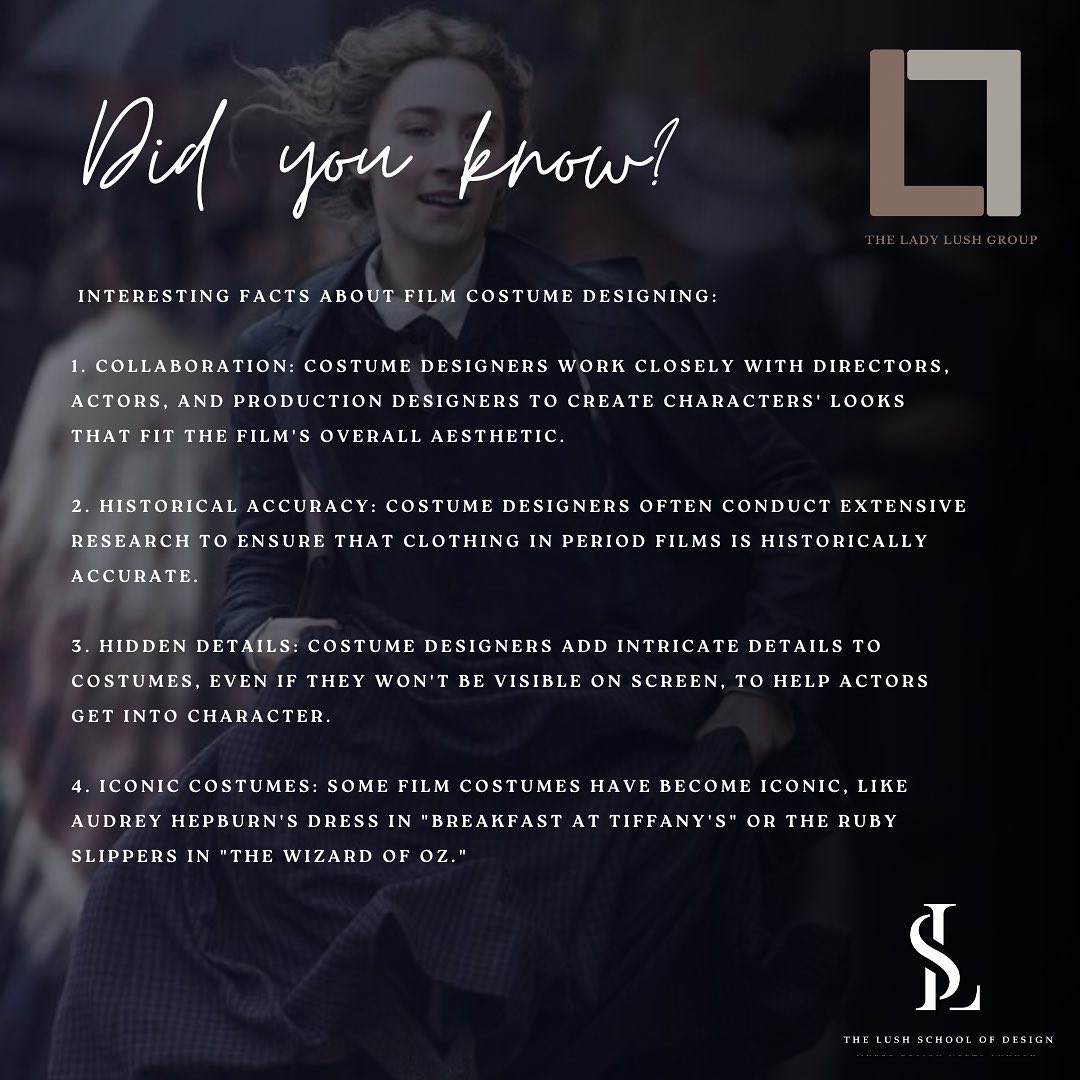 Did you know?
THE LADY LUSH GROUP
INTERESTING FACTS ABOUT FILM COSTUME DESIGNING:
1. COLLABORATION: COSTUME DESIGNERS WORK CLOSELY WITH DIRECTORS,
ACTORS, AND PRODUCTION DESIGNERS TO CREATE CHARACTERS' LOOKS
THAT FIT THE FILM'S OVERALL AESTHETIC.
2. HISTORICAL ACCURACY: COSTUME DESIGNERS OFTEN CONDUCT EXTENSIVE
RESEARCH TO ENSURE THAT CLOTHING IN PERIOD FILMS IS HISTORICALLY
ACCURATE.
3. HIDDEN DETAILS: COSTUME DESIGNERS ADD INTRICATE DETAILS TO
COSTUMES, EVEN IF THEY WON'T BE VISIBLE ON SCREEN, TO HELP ACTORS
GET INTO CHARACTER.
4. ICONIC COSTUMES: SOME FILM COSTUMES HAVE BECOME ICONIC, LIKE
AUDREY HEPBURN'S DRESS IN "BREAKFAST AT TIFFANY'S" OR THE RUBY
SLIPPERS IN "THE WIZARD OF OZ."
SL
THE LUSH SCHOOL OF DESIGN